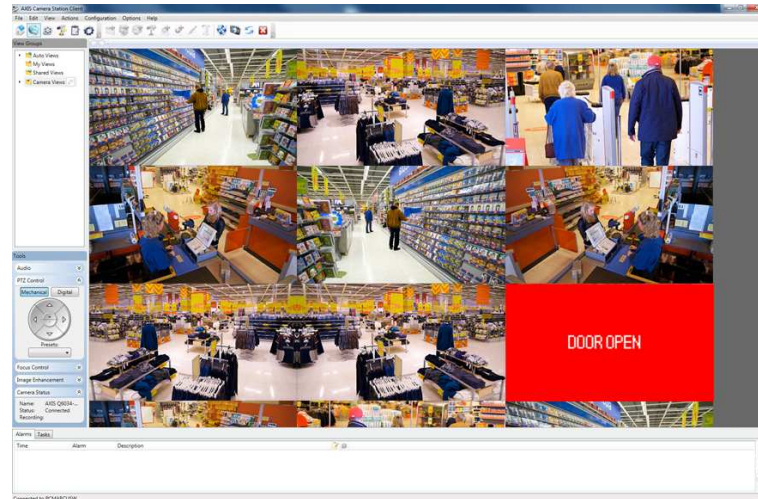 AXIS Camera Station Client
File Edit View Actions Configuration Options Help
View Groups
Auto Views
My Views
Shared Views
Camera Views
Tools
Audio
PTZ Control
Mechanical Digital
Presets:
Focus Control
Image Enhancement
Camera Status
Name: AXIS Q6034-...
Status: Connected
Recording:
DOOR OPEN
Alarms Tasks
Time Alarm Description